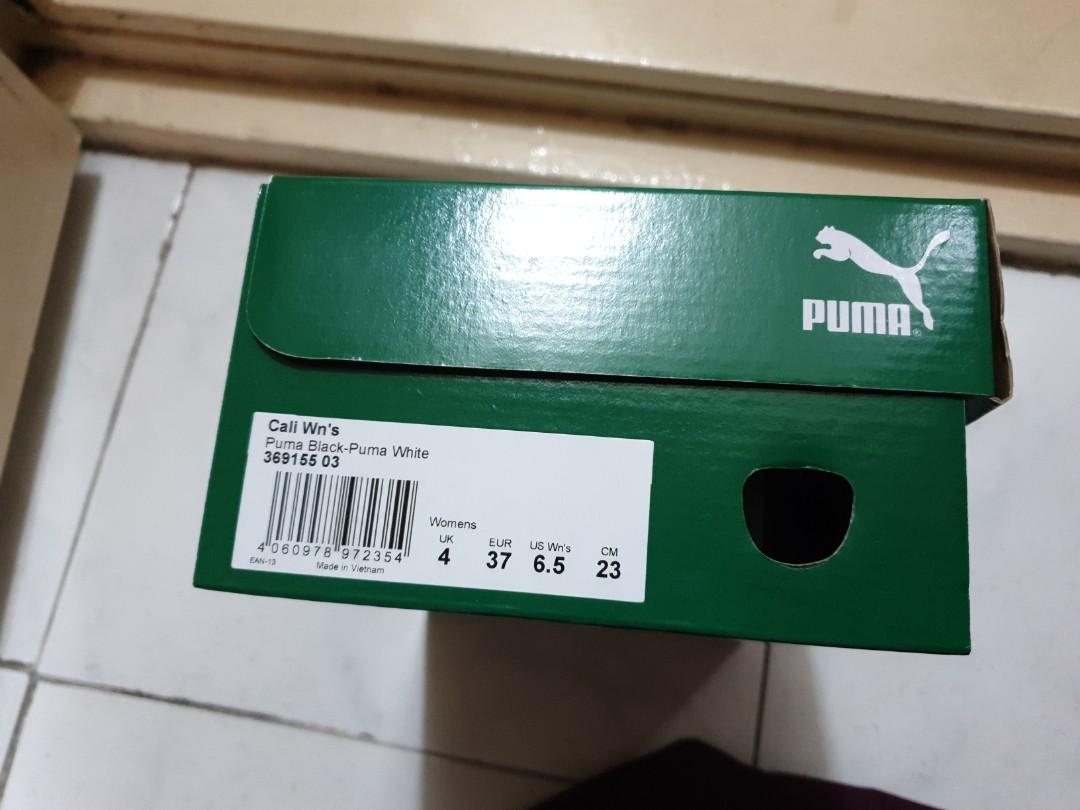 PUMA
Cali Wn's
Puma Black-Puma White
369155 03
4 060978 972354
EAN-13
Made in Vietnam
Womens
UK EUR US Wn's CM
4 37 6.5 23